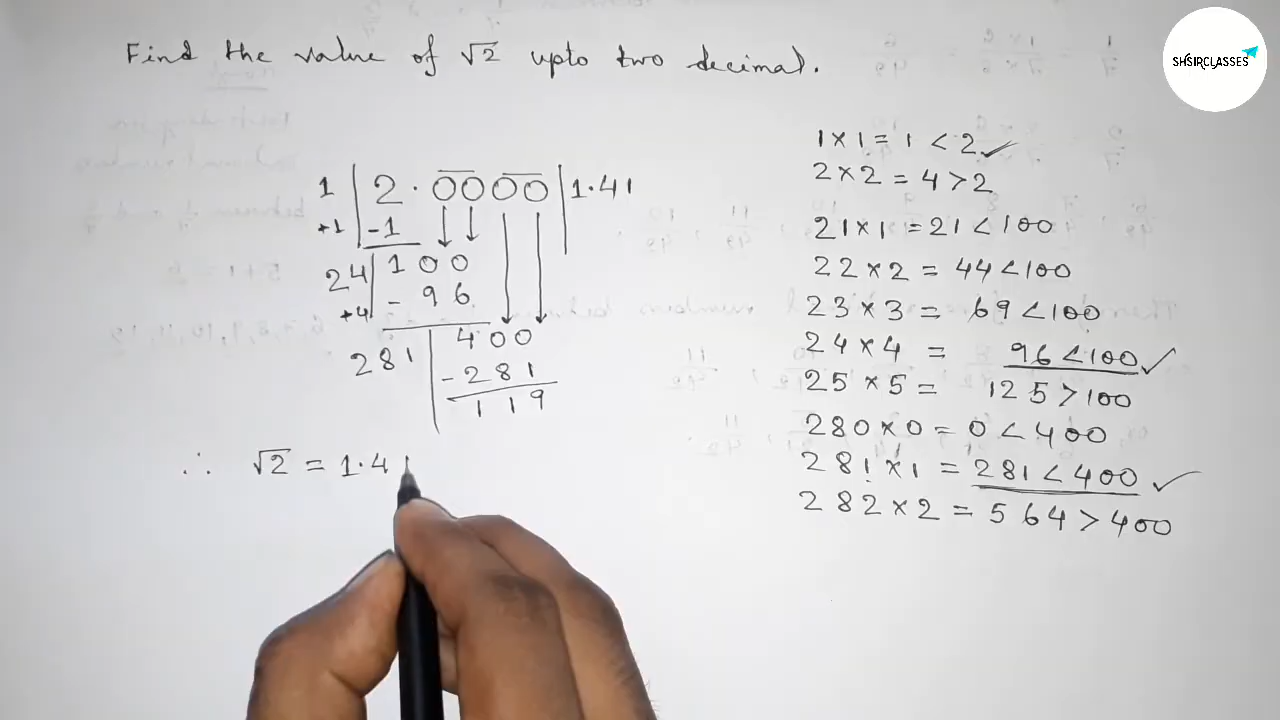 Find the value of √2 upto two decimal.
SHSIRCLASSES
1 | 2.00 00 | 1.41
+1 | -1
24 | 100
+4 | - 96
281 | 400
- 281
119
∴ √2 = 1.41
1×1 = 1 < 2 ✓
2×2 = 4 > 2
21×1 = 21 < 100
22×2 = 44 < 100
23×3 = 69 < 100
24×4 = 96 < 100 ✓
25×5 = 125 > 100
280×0 = 0 < 400
281×1 = 281 < 400 ✓
282×2 = 564 > 400